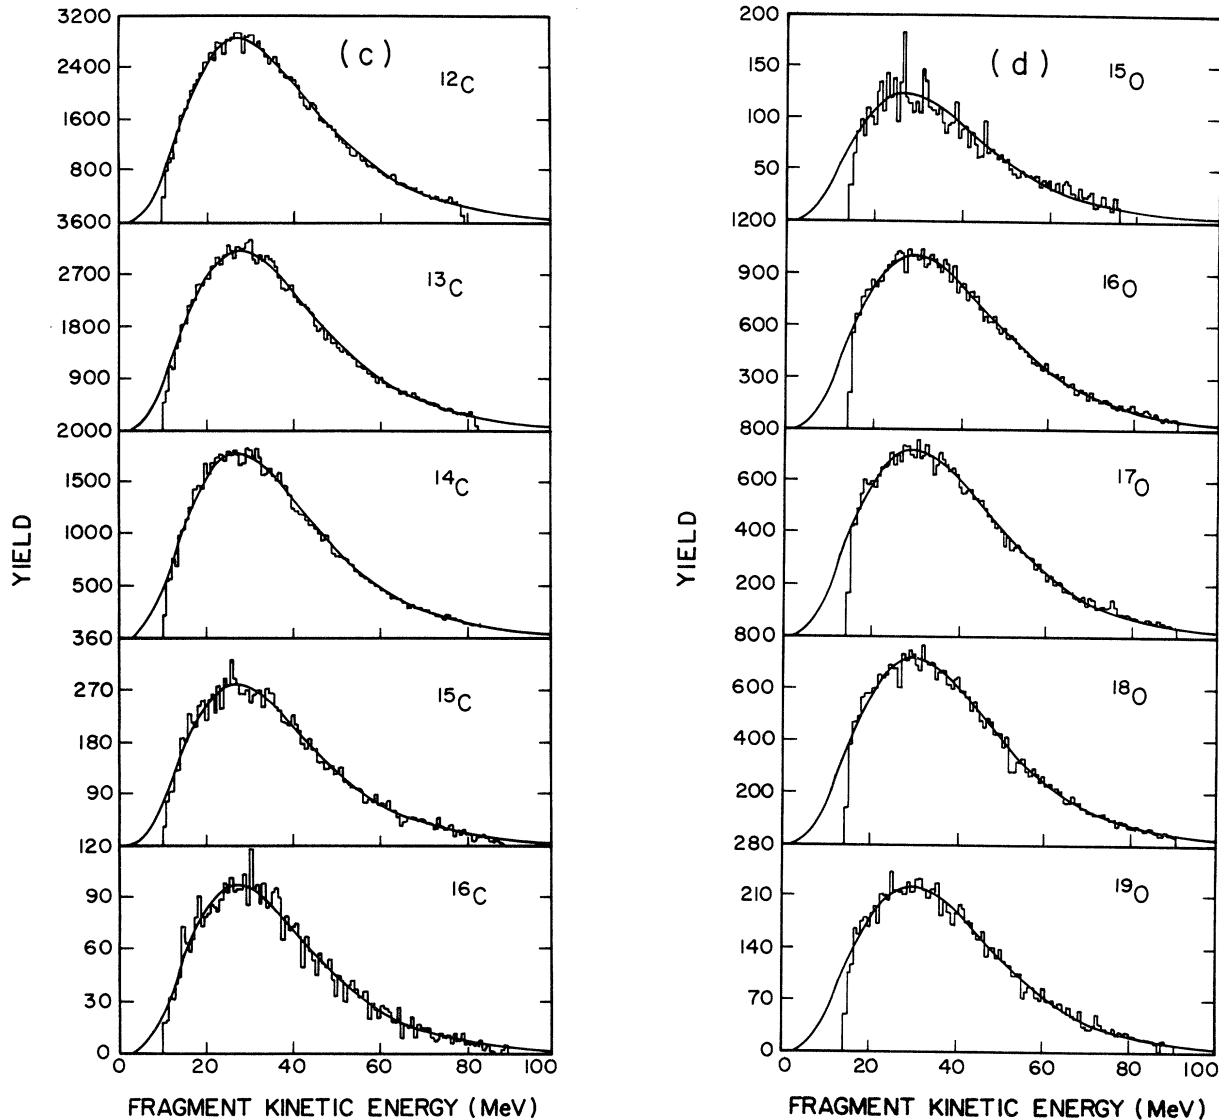 (c)
3200
2400
1600
800
12C
3600
2700
1800
900
13C
2000
1500
1000
500
14C
360
270
180
90
15C
120
90
60
30
0
16C
0 20 40 60 80 100
YIELD
FRAGMENT KINETIC ENERGY (MeV)
(d)
200
150
100
50
15O
1200
900
600
300
16O
800
600
400
200
17O
800
600
400
200
18O
280
210
140
70
0
19O
0 20 40 60 80 100
YIELD
FRAGMENT KINETIC ENERGY (MeV)